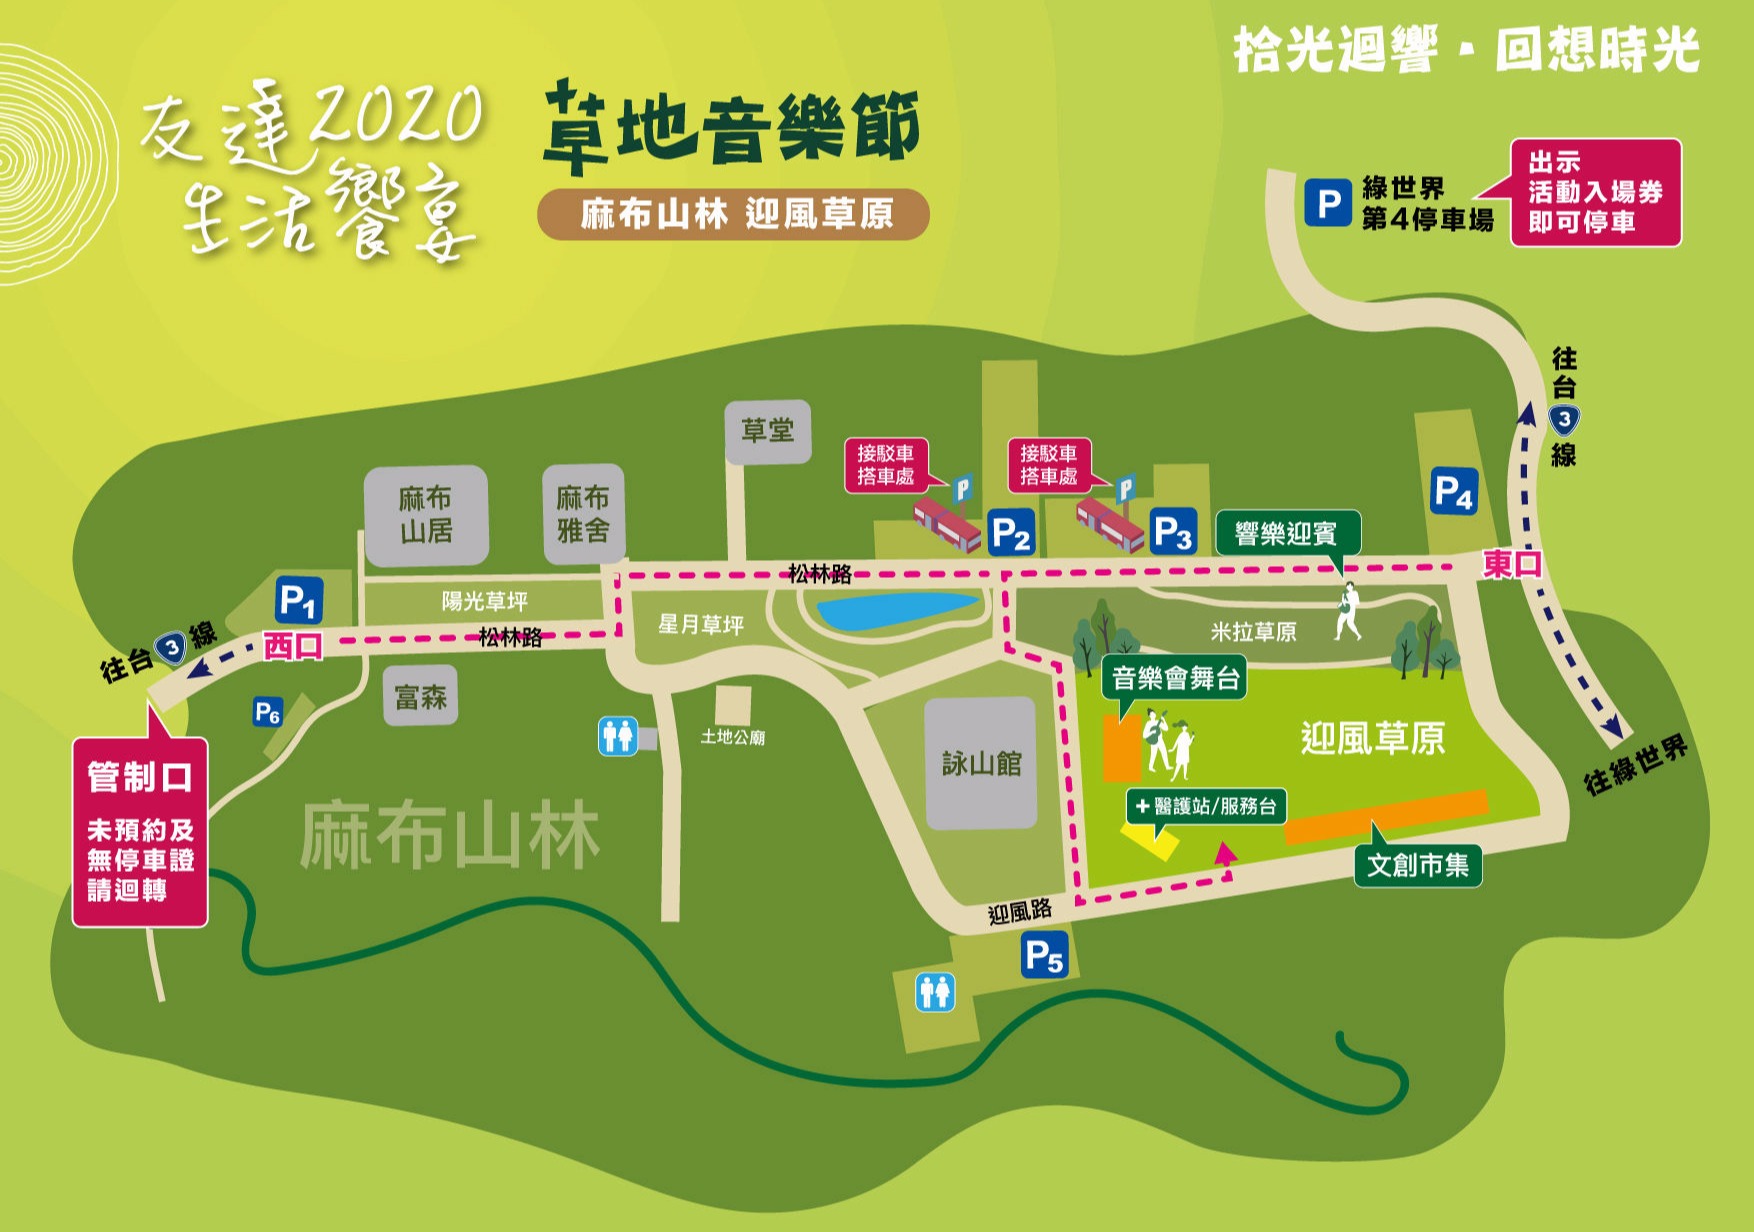 拾光迴響・回想時光
友達2020
生活饗宴
草地音樂節
麻布山林 迎風草原
P
綠世界
第4停車場
出示
活動入場券
即可停車
往台3線
草堂
接駁車
搭車處
P
接駁車
搭車處
P
麻布
山居
麻布
雅舍
P2
P3
P4
響樂迎賓
東口
松林路
P1
陽光草坪
星月草坪
米拉草原
西口
松林路
往台3線
富森
P6
土地公廟
音樂會舞台
迎風草原
詠山館
往綠世界
管制口
未預約及
無停車證
請迴轉
麻布山林
+醫護站/服務台
文創市集
迎風路
P5